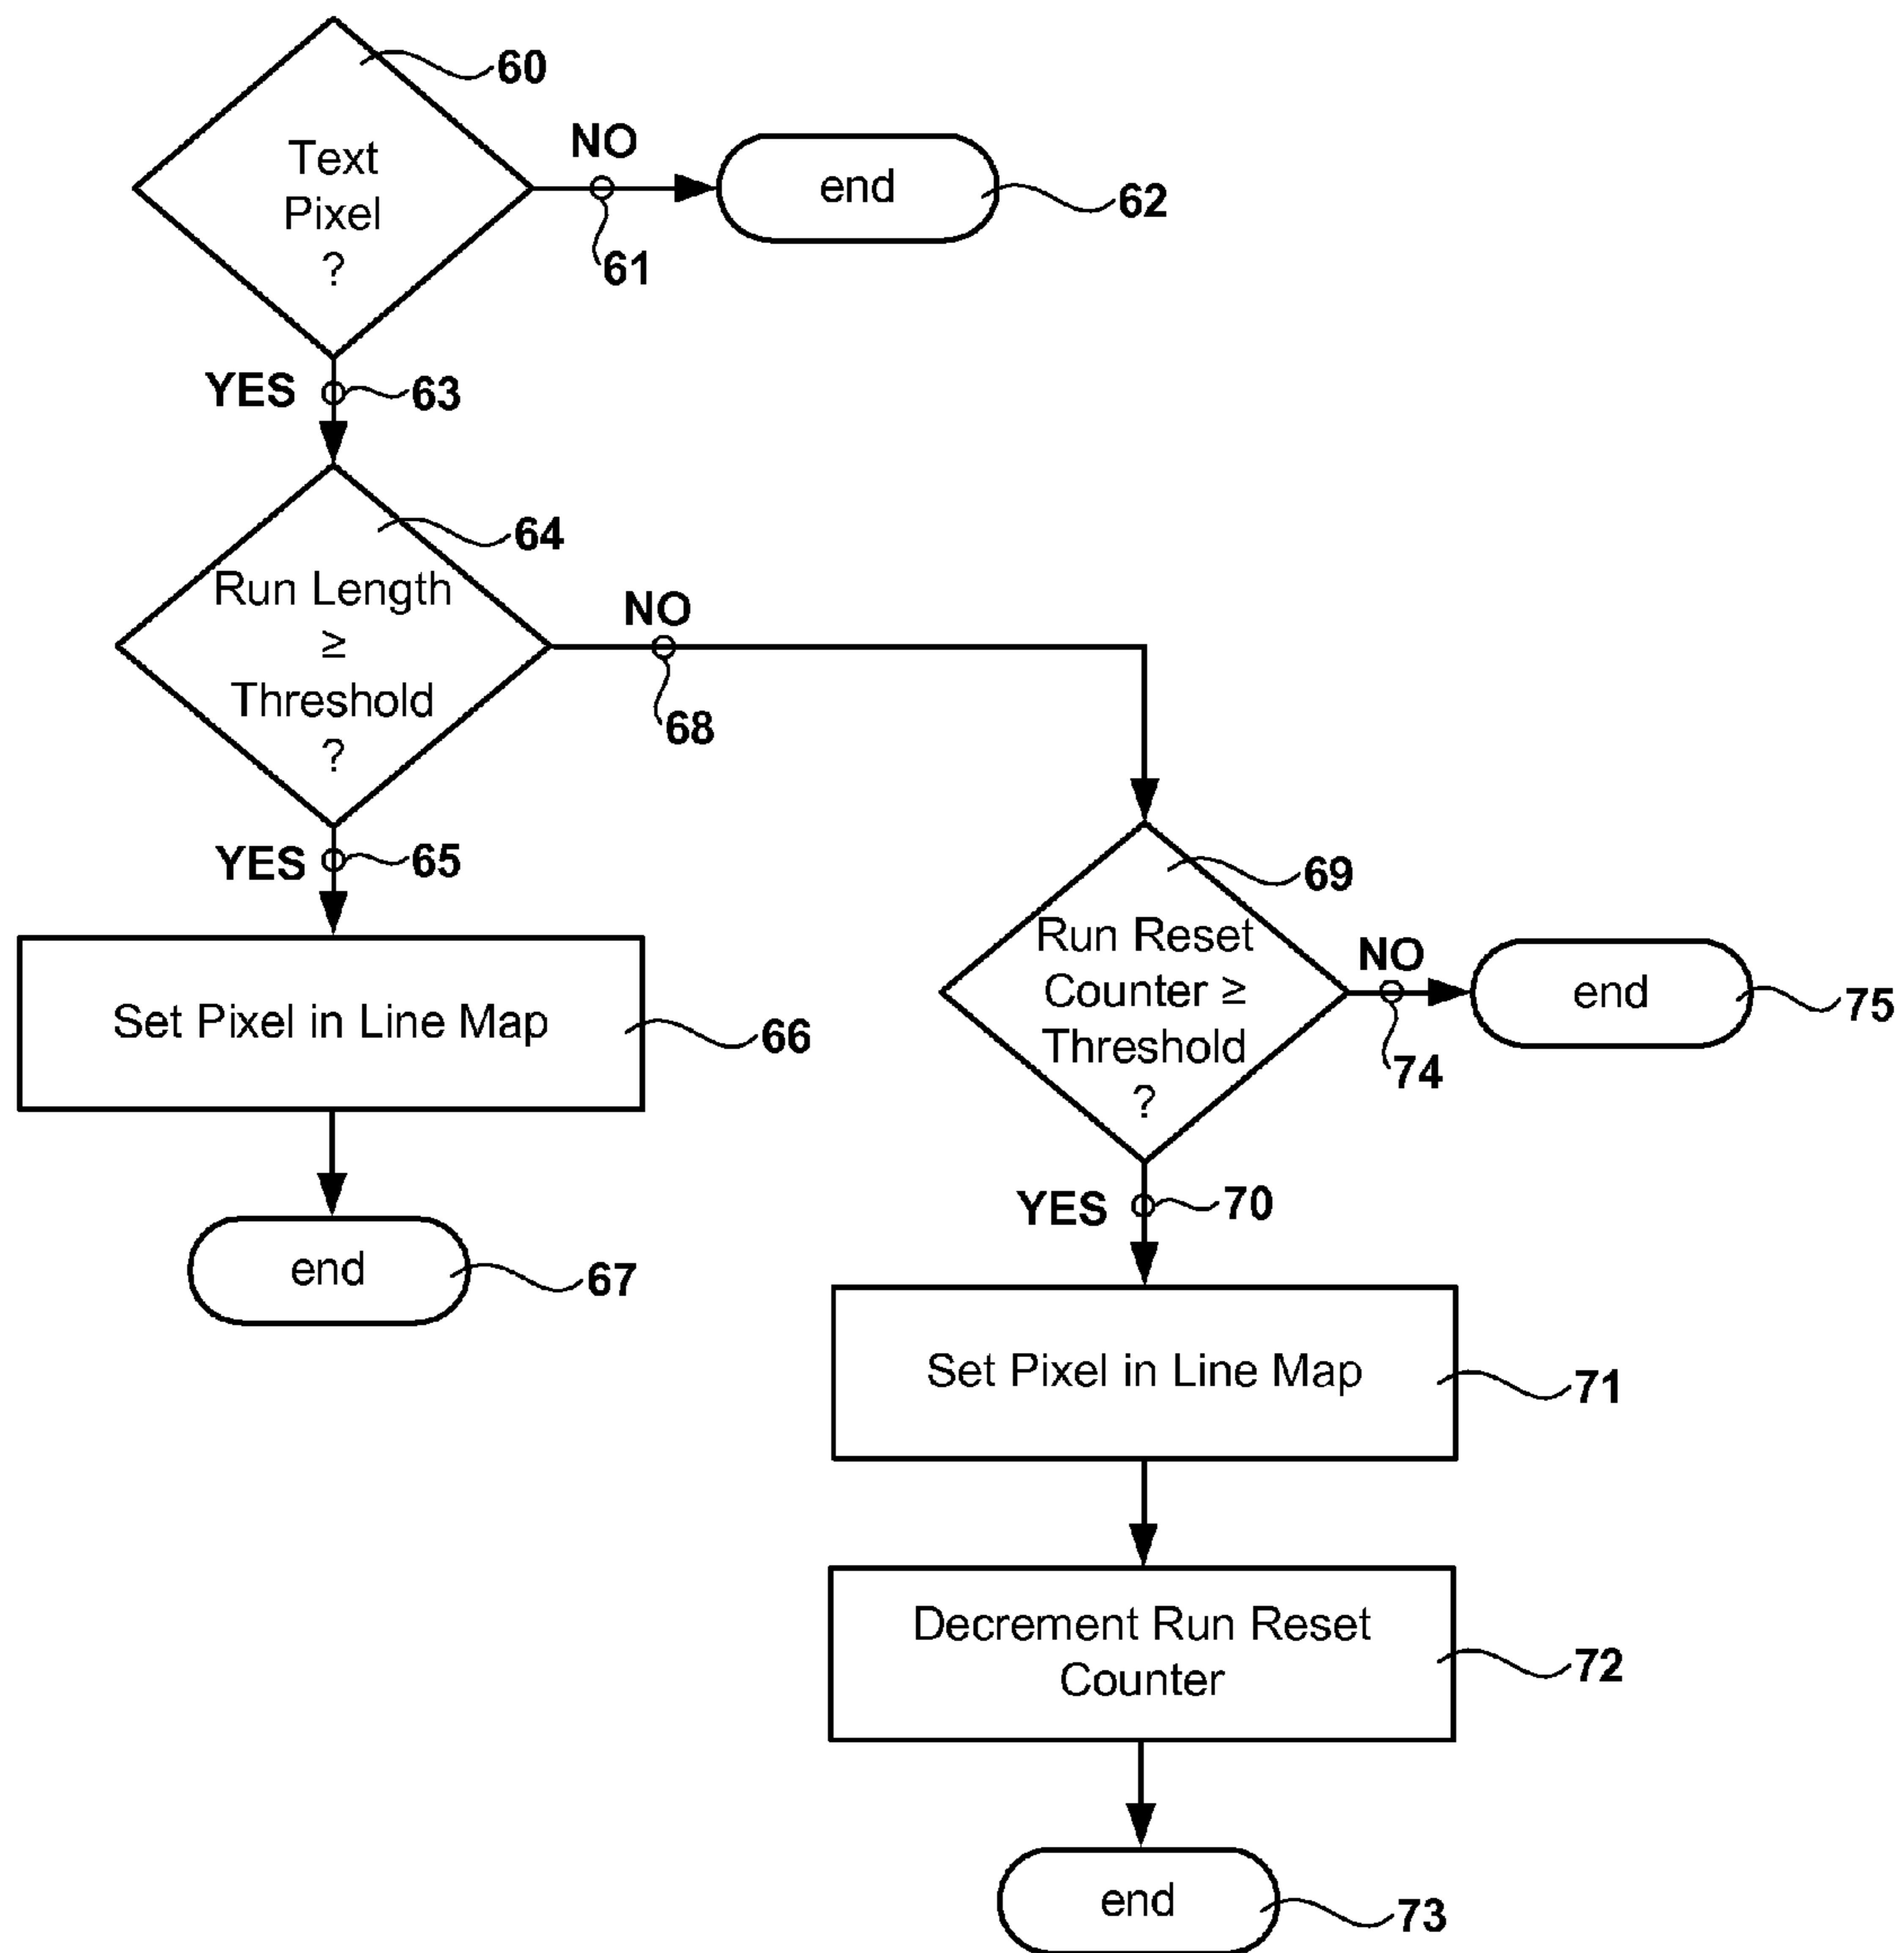 60
Text
Pixel
?
NO
61
end
62
YES
63
64
Run Length
≥
Threshold
?
NO
68
YES
65
Set Pixel in Line Map
66
end
67
69
Run Reset
Counter ≥
Threshold
?
NO
74
end
75
YES
70
Set Pixel in Line Map
71
Decrement Run Reset
Counter
72
end
73